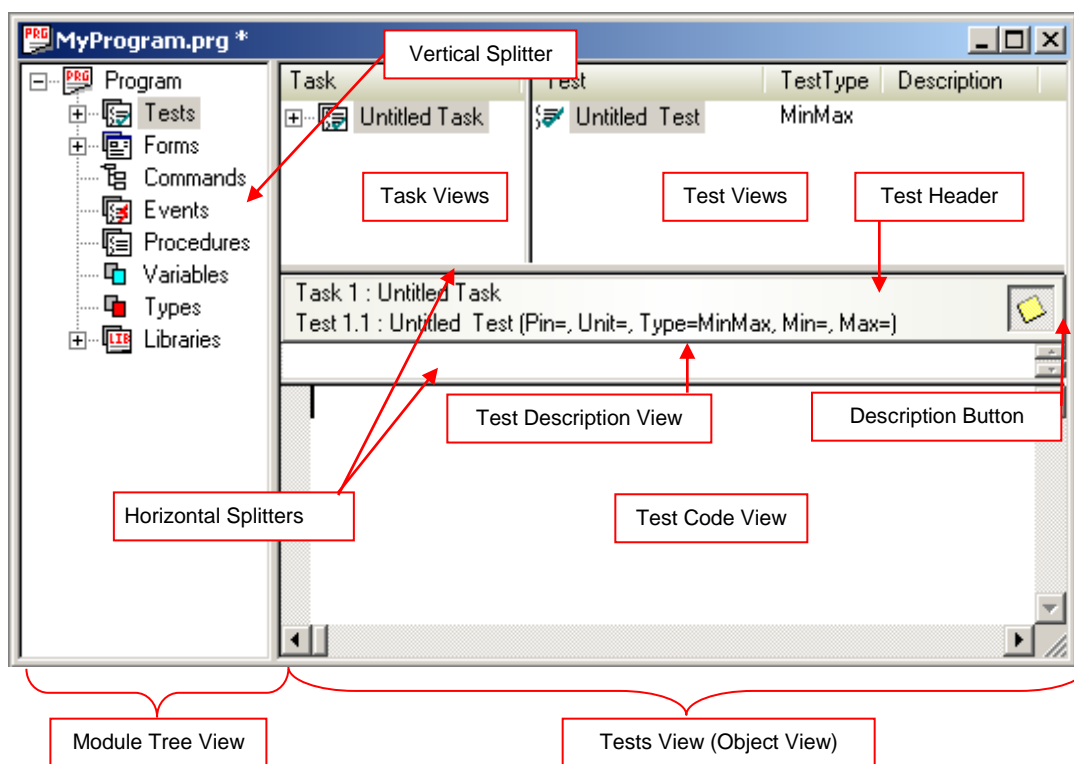 PRG MyProgram.prg *
Vertical Splitter
PRG Program
Tests
Forms
Commands
Events
Procedures
Variables
Types
LIB Libraries
Task
Test TestType Description
Untitled Task
Untitled Test MinMax
Task Views
Test Views
Test Header
Task 1 : Untitled Task
Test 1.1 : Untitled Test (Pin=, Unit=, Type=MinMax, Min=, Max=)
Test Description View
Description Button
Horizontal Splitters
Test Code View
Module Tree View
Tests View (Object View)